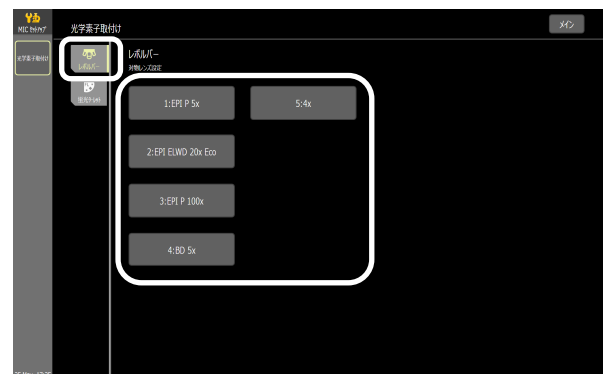 MIC ｾｯﾄｱｯﾌﾟ
光学素子取付け
メイン
光学素子取付け
レボルバー
レボルバー
対物レンズ設定
1:EPI P 5x
5:4x
2:EPI ELWD 20x Eco
3:EPI P 100x
4:BD 5x